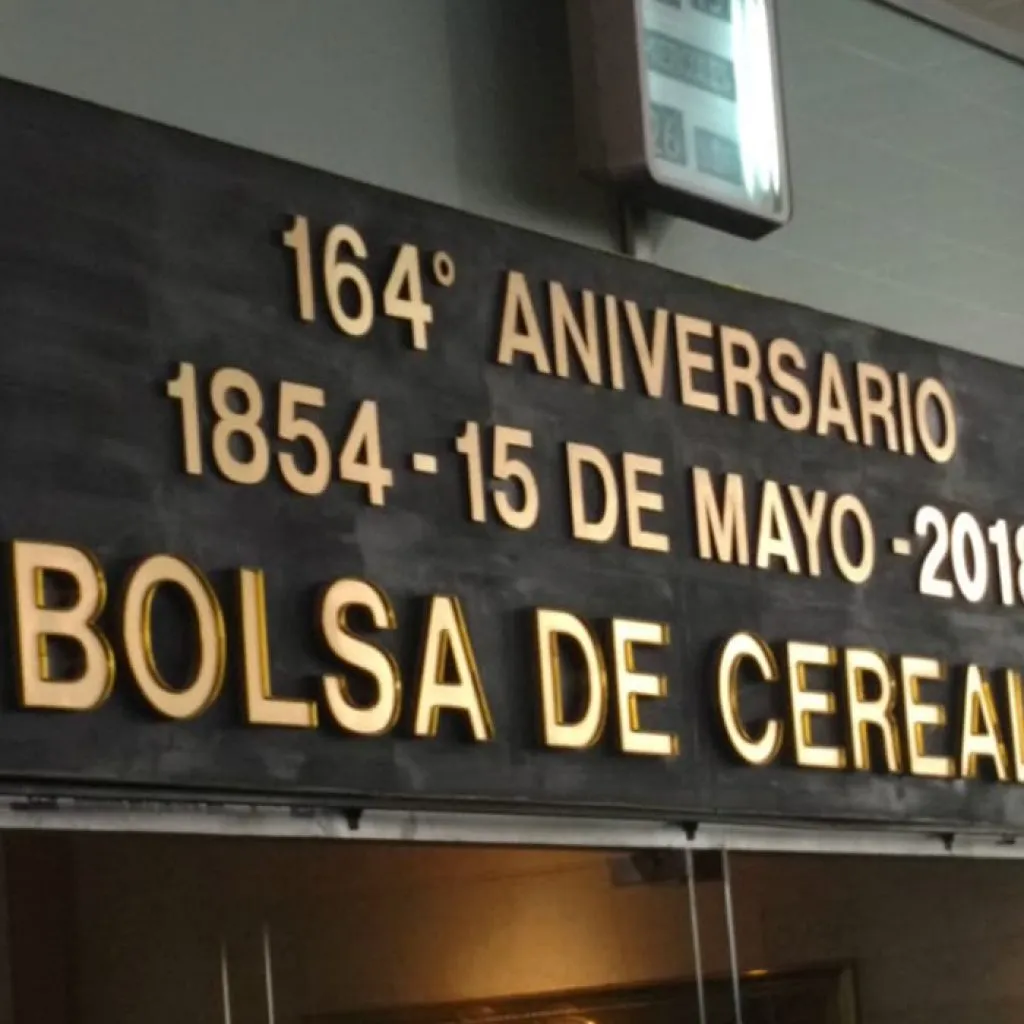 164° ANIVERSARIO
1854 - 15 DE MAYO - 2018
BOLSA DE CEREAL